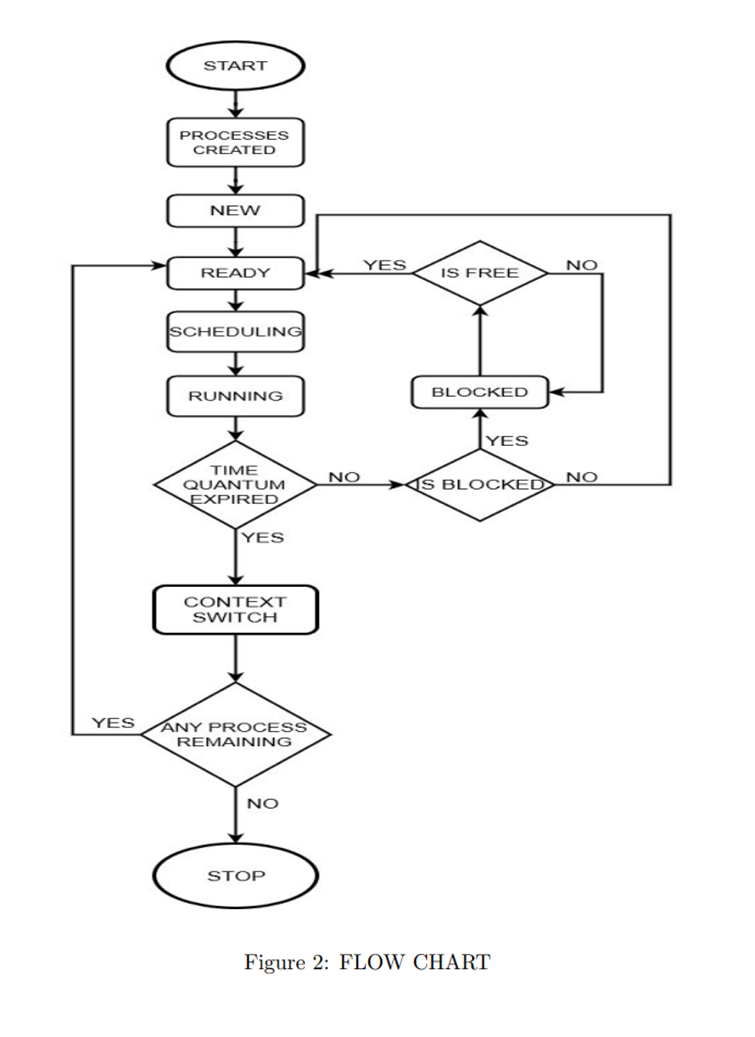 START
PROCESSES
CREATED
NEW
READY
YES
IS FREE
NO
SCHEDULING
RUNNING
BLOCKED
YES
TIME
QUANTUM
EXPIRED
NO
IS BLOCKED
NO
YES
CONTEXT
SWITCH
YES
ANY PROCESS
REMAINING
NO
STOP
Figure 2: FLOW CHART